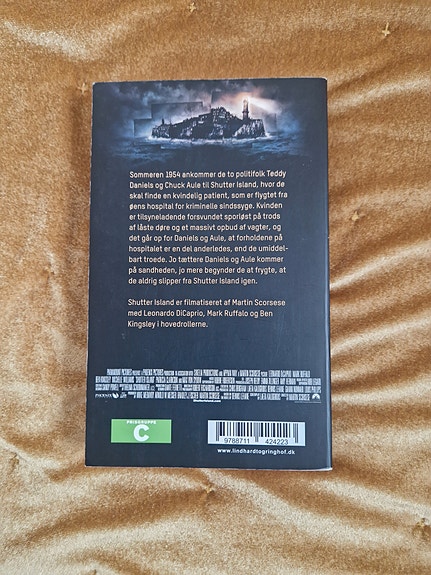 Sommeren 1954 ankommer de to politifolk Teddy
Daniels og Chuck Aule til Shutter Island, hvor de
skal finde en kvindelig patient, som er flygtet fra
øens hospital for kriminelle sindssyge. Kvinden
er tilsyneladende forsvundet sporløst på trods
af låste døre og et massivt opbud af vagter, og
det går op for Daniels og Aule, at forholdene på
hospitalet er en del anderledes, end de umiddel-
bart troede. Jo tættere Daniels og Aule kommer
på sandheden, jo mere begynder de at frygte, at
de aldrig slipper fra Shutter Island igen.
Shutter Island er filmatiseret af Martin Scorsese
med Leonardo DiCaprio, Mark Ruffalo og Ben
Kingsley i hovedrollerne.
PARAMOUNT PICTURES
ShutterIsland.com
PRISGRUPPE
C
9788711 424223
www.lindhardtogringhof.dk